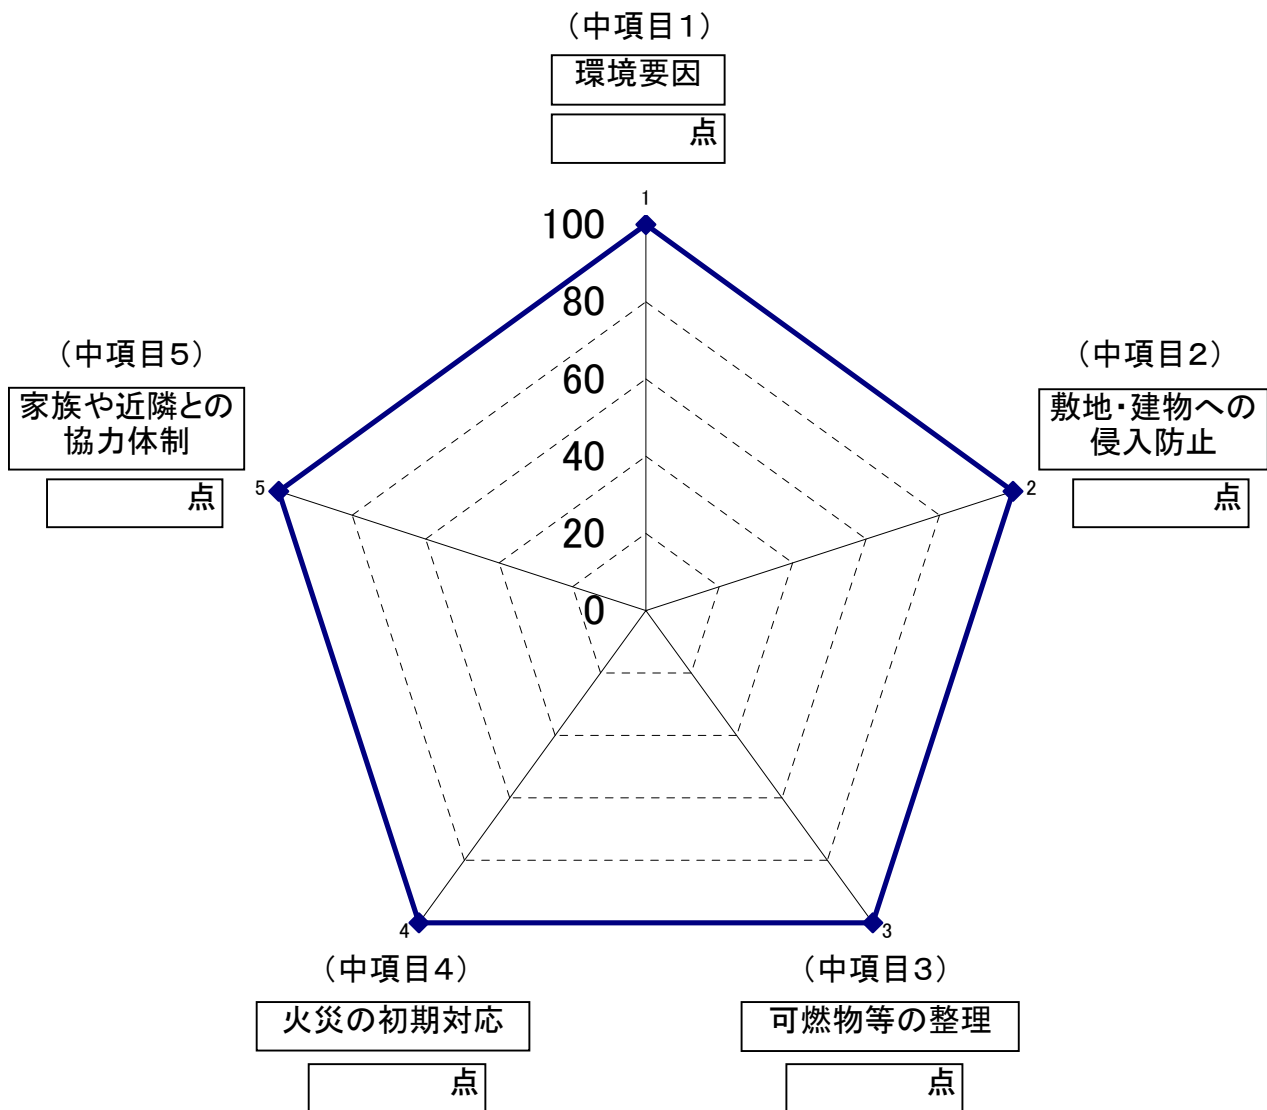 （中項目１）
環境要因
点
1
100
80
60
40
20
0
（中項目２）
敷地・建物への
侵入防止
点
2
（中項目３）
可燃物等の整理
点
3
（中項目４）
火災の初期対応
点
4
（中項目５）
家族や近隣との
協力体制
点
5